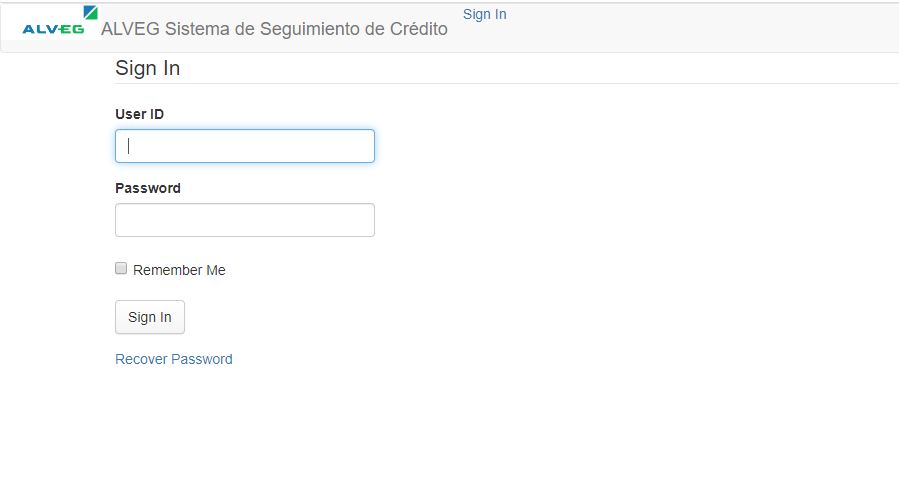 ALVEG
ALVEG Sistema de Seguimiento de Crédito
Sign In
Sign In
User ID
Password
Remember Me
Sign In
Recover Password